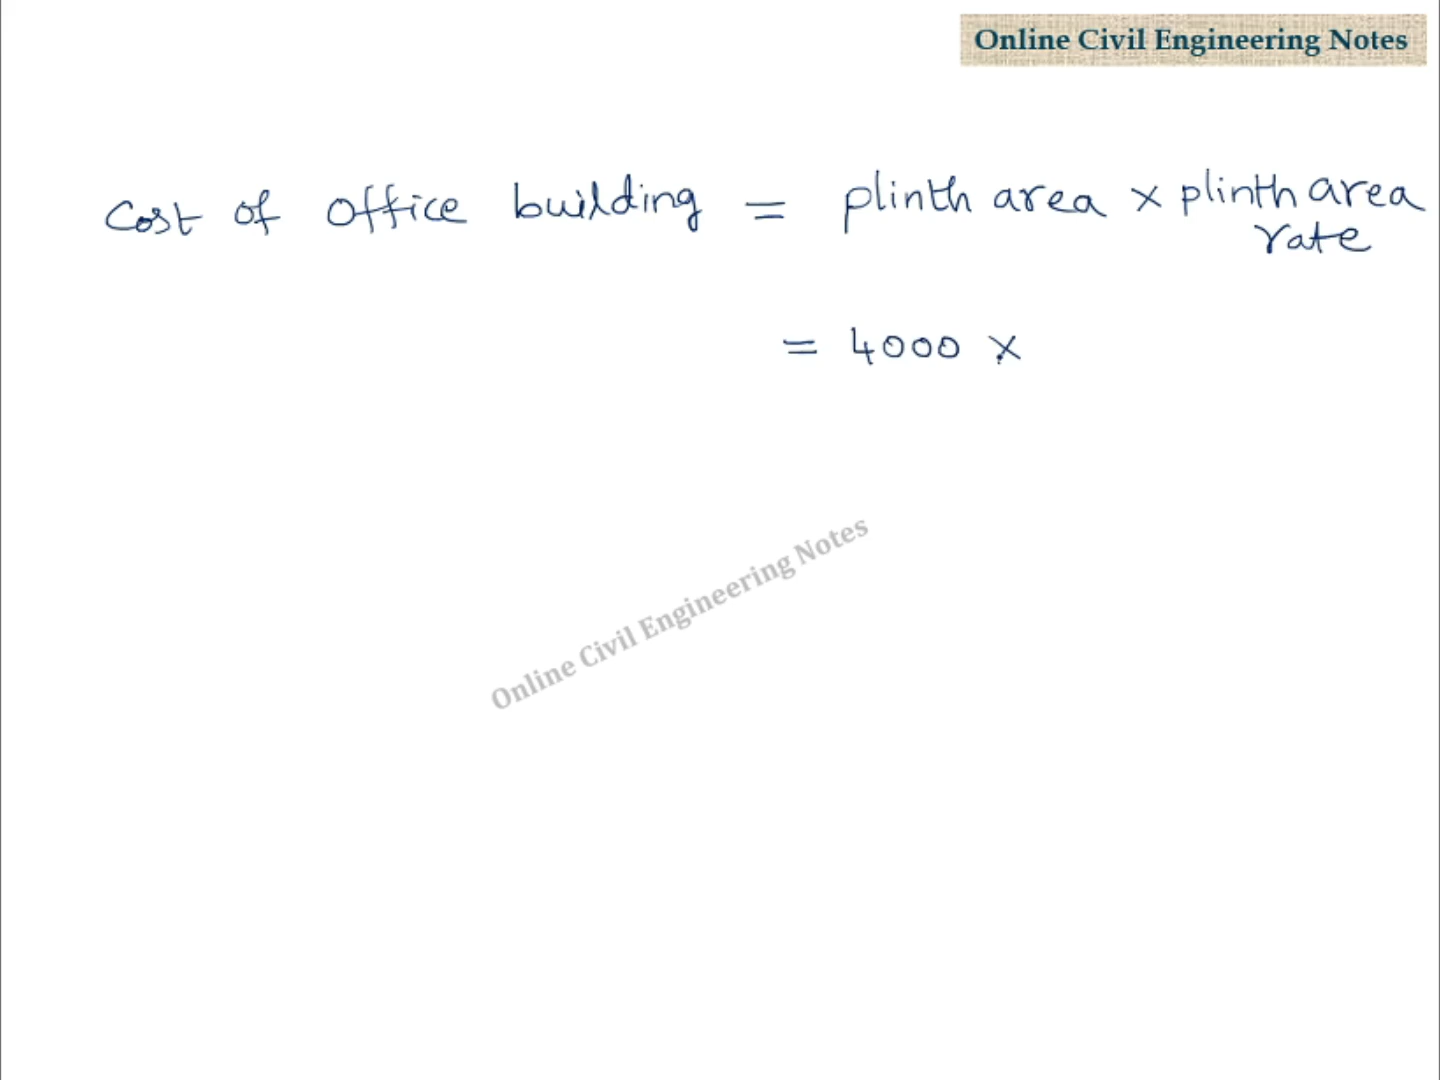 Online Civil Engineering Notes
Cost of office building = plinth area × plinth area
rate
= 4000 ×
Online Civil Engineering Notes